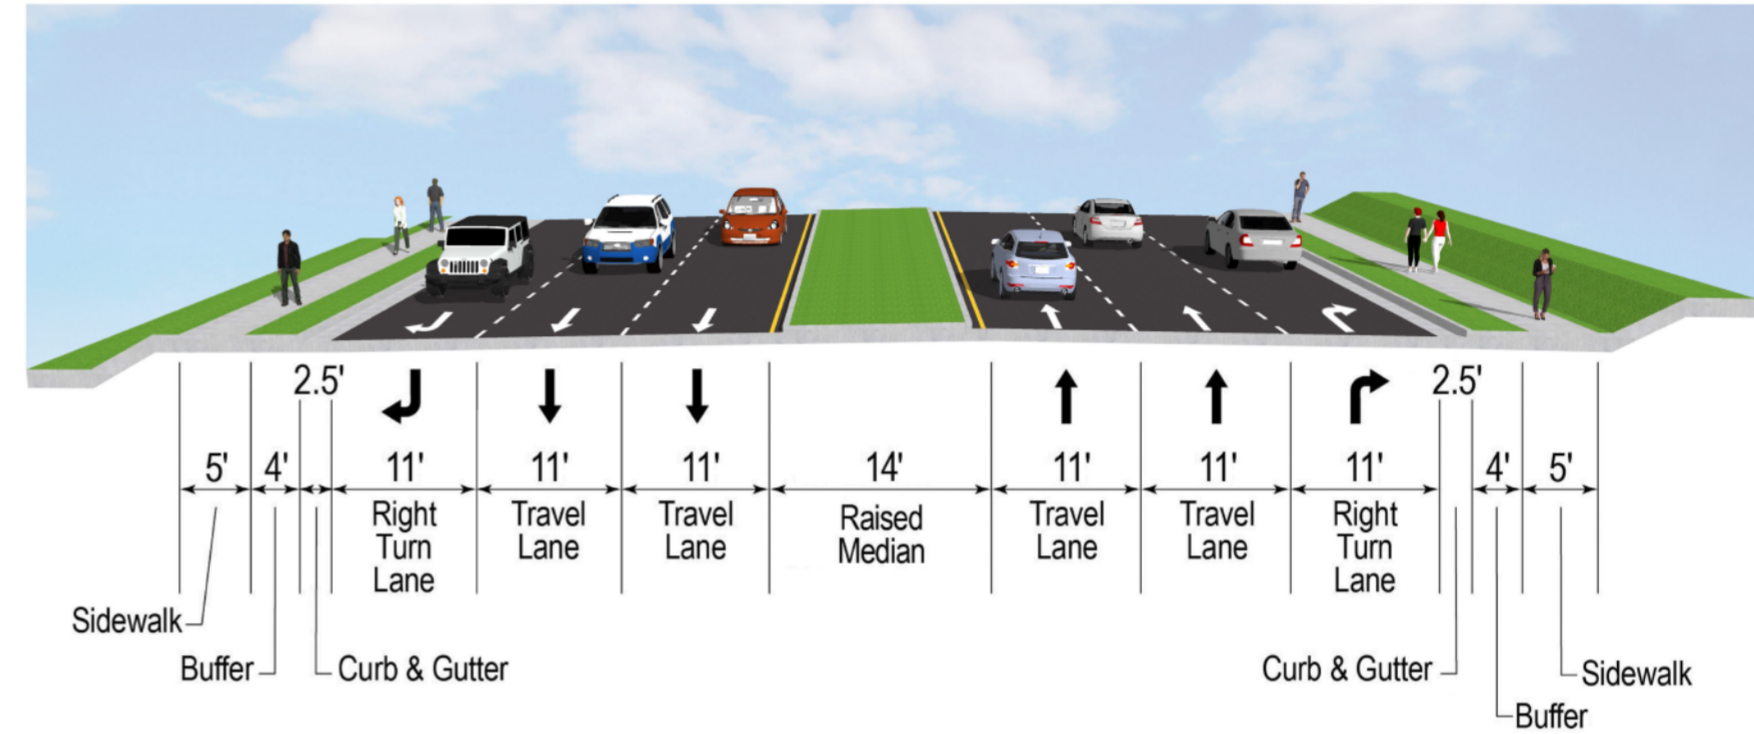 2.5'
2.5'
5'
4'
11'
11'
11'
14'
11'
11'
11'
4'
5'
Right
Turn
Lane
Travel
Lane
Travel
Lane
Raised
Median
Travel
Lane
Travel
Lane
Right
Turn
Lane
Sidewalk
Buffer
Curb & Gutter
Curb & Gutter
Sidewalk
Buffer